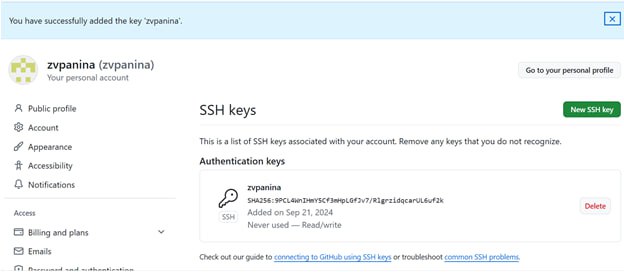 You have successfully added the key 'zvpanina'.
zvpanina (zvpanina)
Your personal account
Go to your personal profile
Public profile
Account
Appearance
Accessibility
Notifications
Access
Billing and plans
Emails
Password and authentication
SSH keys
New SSH key
This is a list of SSH keys associated with your account. Remove any keys that you do not recognize.
Authentication keys
zvpanina
SHA256:9PCL4WnIHmY5Cf3mHpLGfJv7/RlgrzidqcarUL6uf2k
SSH
Added on Sep 21, 2024
Never used — Read/write
Delete
Check out our guide to connecting to GitHub using SSH keys or troubleshoot common SSH problems.